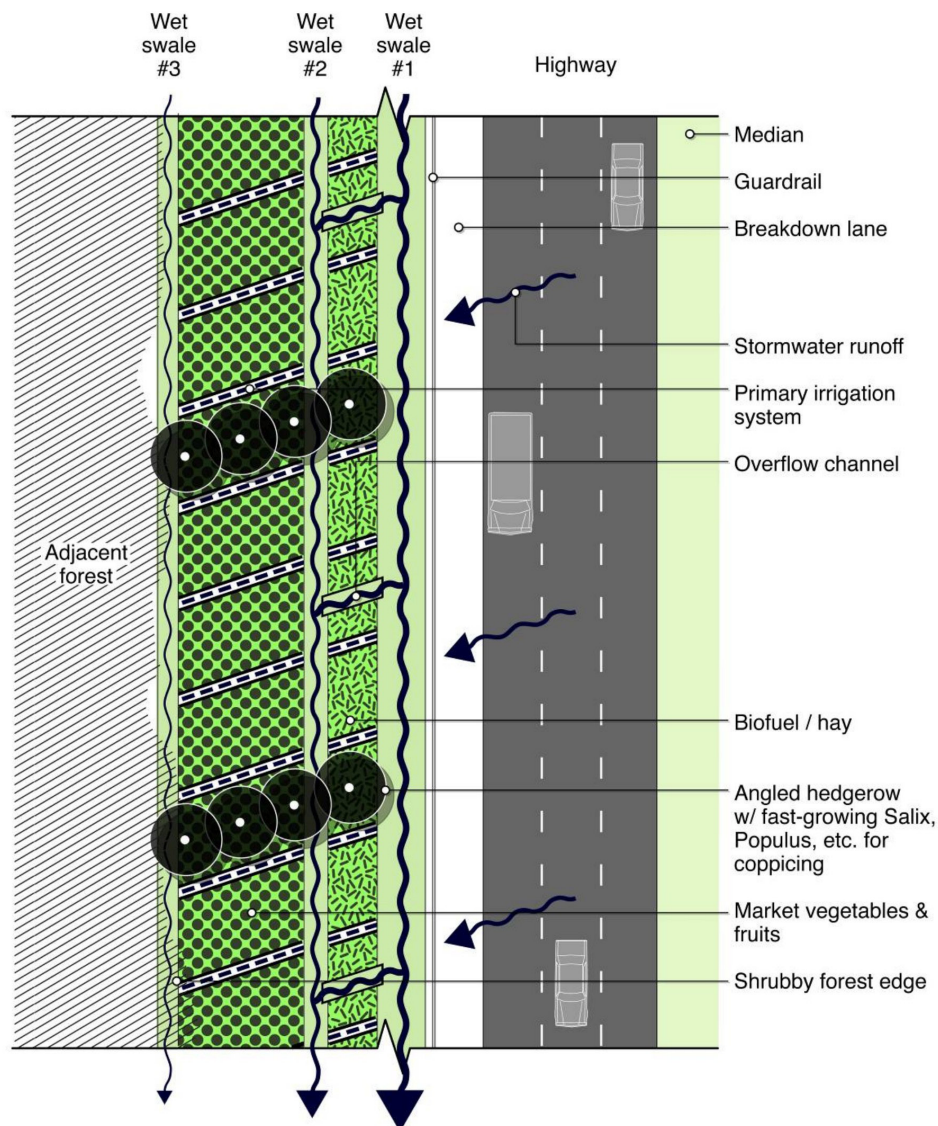 Wet
swale
#3
Wet
swale
#2
Wet
swale
#1
Highway
Median
Guardrail
Breakdown lane
Stormwater runoff
Primary irrigation
system
Overflow channel
Adjacent
forest
Biofuel / hay
Angled hedgerow
w/ fast-growing Salix,
Populus, etc. for
coppicing
Market vegetables &
fruits
Shrubby forest edge